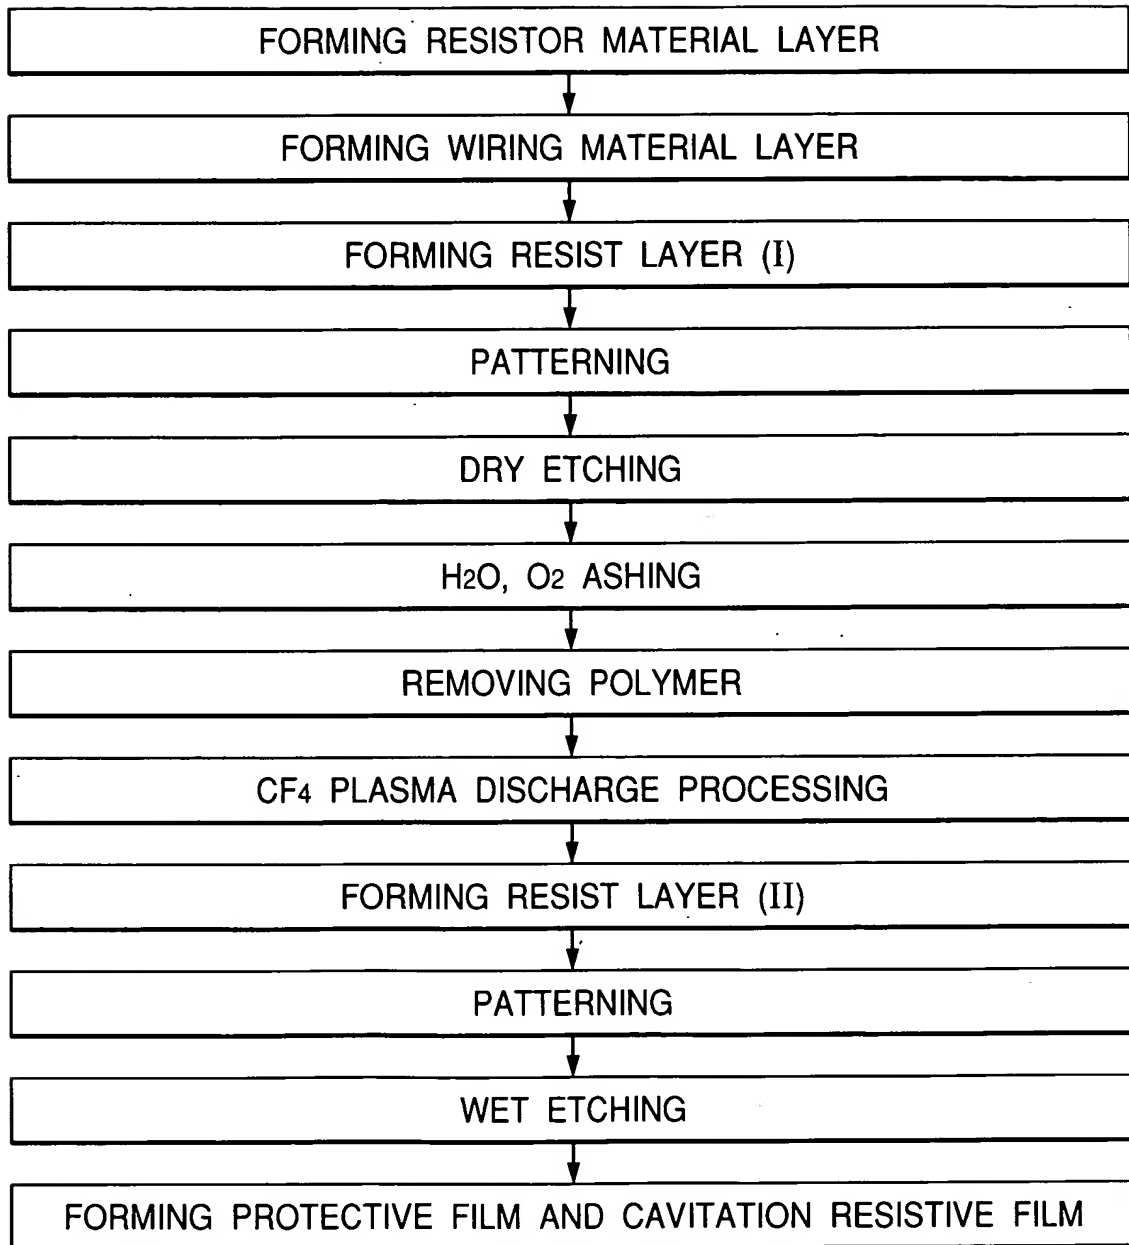 FORMING RESISTOR MATERIAL LAYER
FORMING WIRING MATERIAL LAYER
FORMING RESIST LAYER (I)
PATTERNING
DRY ETCHING
H2O, O2 ASHING
REMOVING POLYMER
CF4 PLASMA DISCHARGE PROCESSING
FORMING RESIST LAYER (II)
PATTERNING
WET ETCHING
FORMING PROTECTIVE FILM AND CAVITATION RESISTIVE FILM